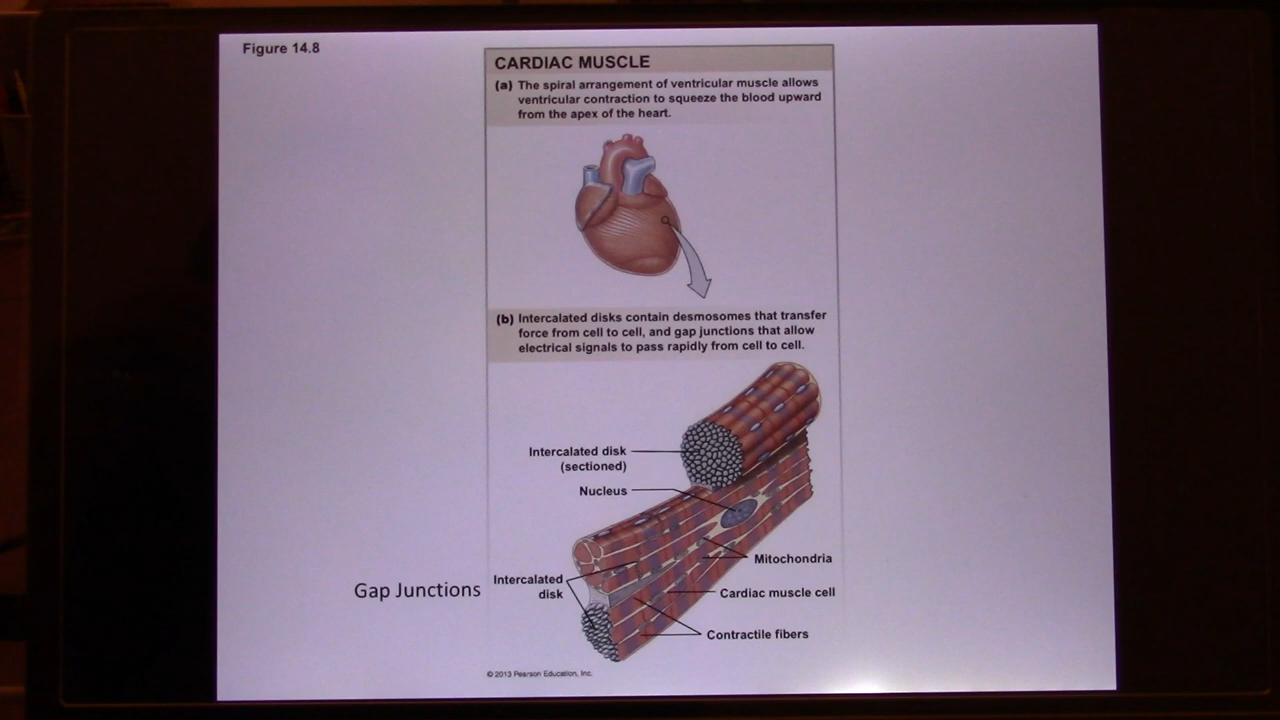 Figure 14.8
CARDIAC MUSCLE
(a) The spiral arrangement of ventricular muscle allows
ventricular contraction to squeeze the blood upward
from the apex of the heart.
(b) Intercalated disks contain desmosomes that transfer
force from cell to cell, and gap junctions that allow
electrical signals to pass rapidly from cell to cell.
Intercalated disk
(sectioned)
Nucleus
Mitochondria
Gap Junctions
Intercalated
disk
Cardiac muscle cell
Contractile fibers
© 2013 Pearson Education, Inc.